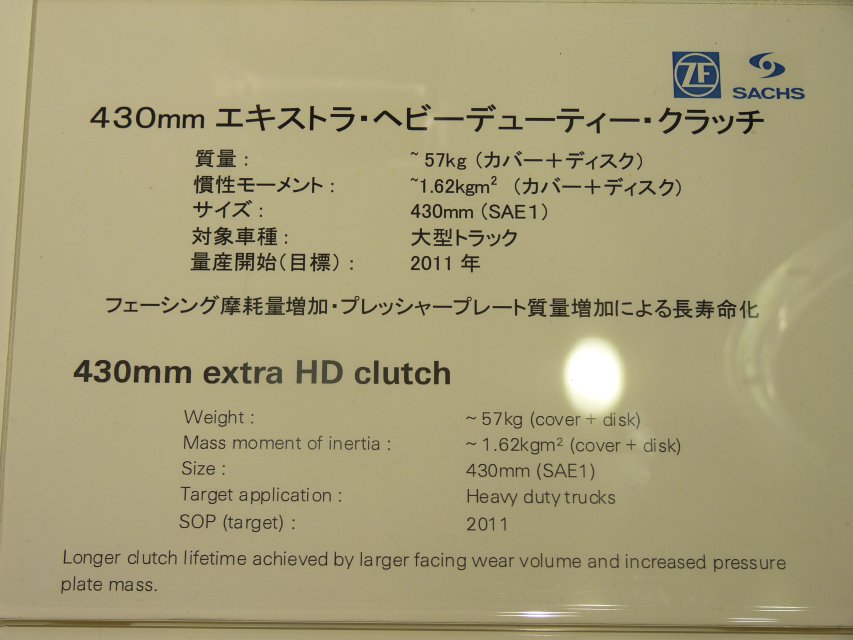 ZF SACHS
430mm エキストラ・ヘビーデューティー・クラッチ
質量： ~ 57kg（カバー＋ディスク）
慣性モーメント： ~1.62kgm² （カバー＋ディスク）
サイズ： 430mm（SAE1）
対象車種： 大型トラック
量産開始（目標）： 2011 年
フェーシング摩耗量増加・プレッシャープレート質量増加による長寿命化
430mm extra HD clutch
Weight : ~ 57kg (cover + disk)
Mass moment of inertia : ~ 1.62kgm² (cover + disk)
Size : 430mm (SAE1)
Target application : Heavy duty trucks
SOP (target) : 2011
Longer clutch lifetime achieved by larger facing wear volume and increased pressure
plate mass.